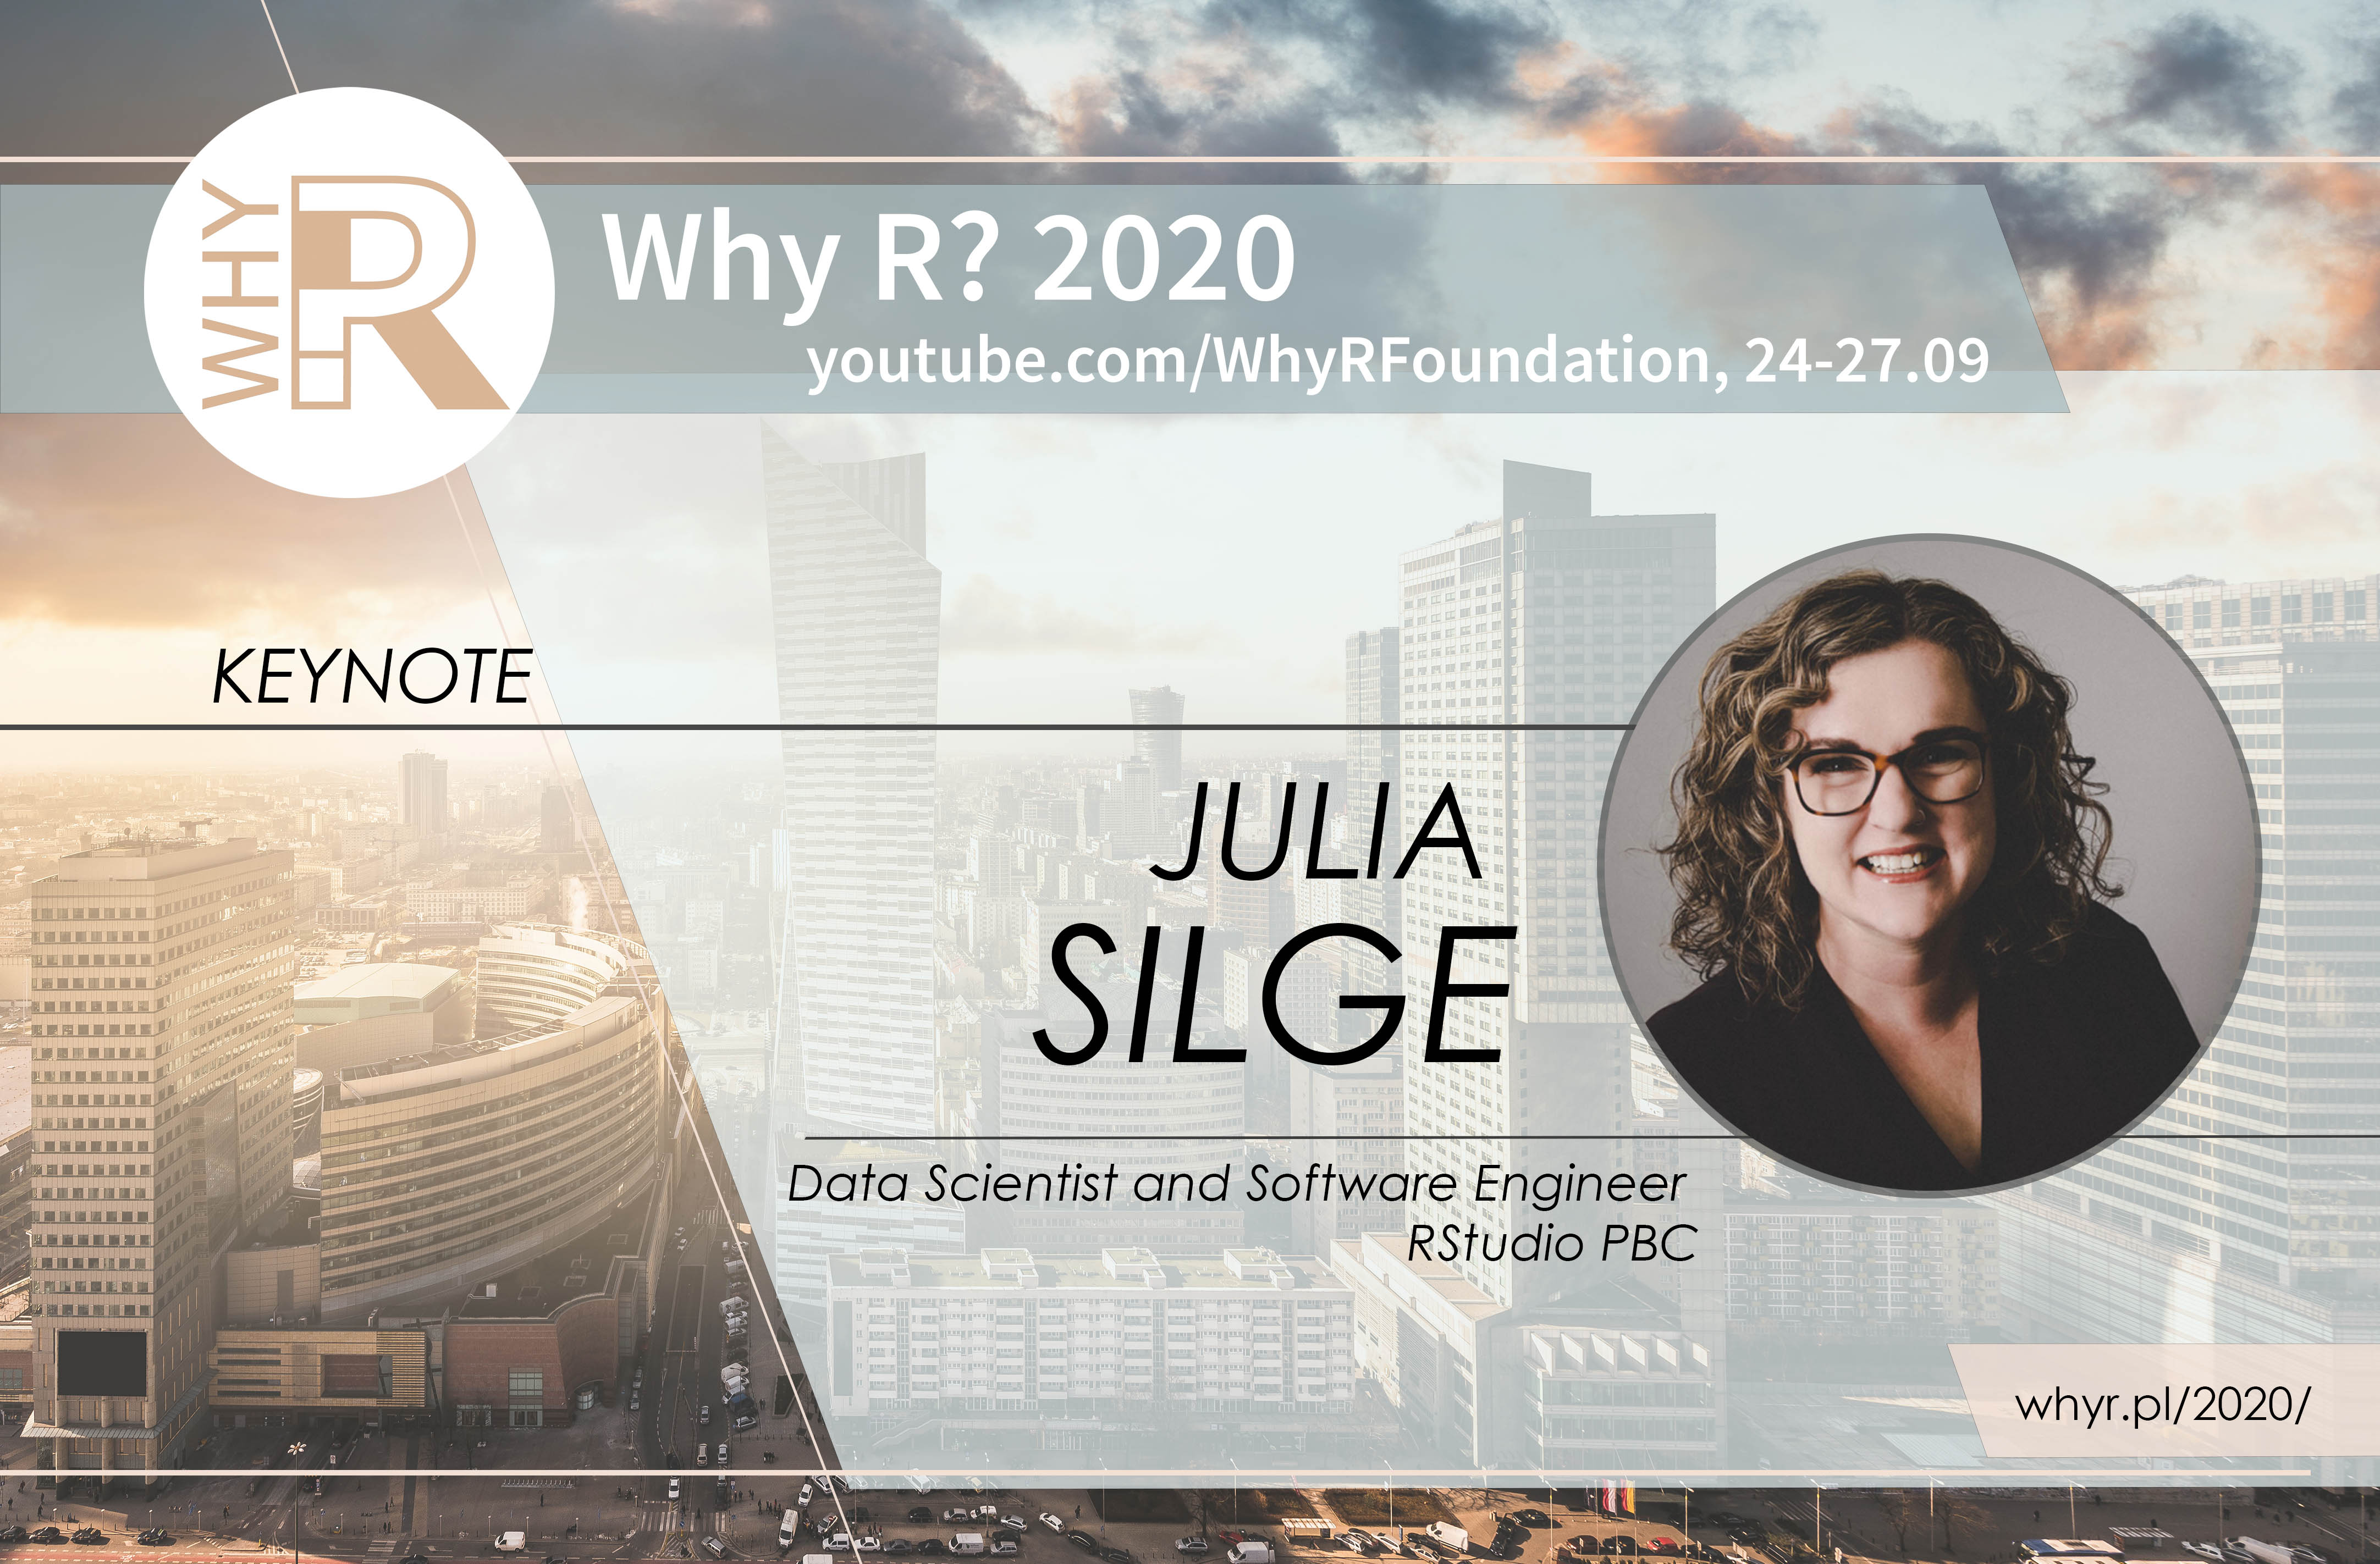 WHY R
Why R? 2020
youtube.com/WhyRFoundation, 24-27.09
KEYNOTE
JULIA
SILGE
Data Scientist and Software Engineer
RStudio PBC
whyr.pl/2020/